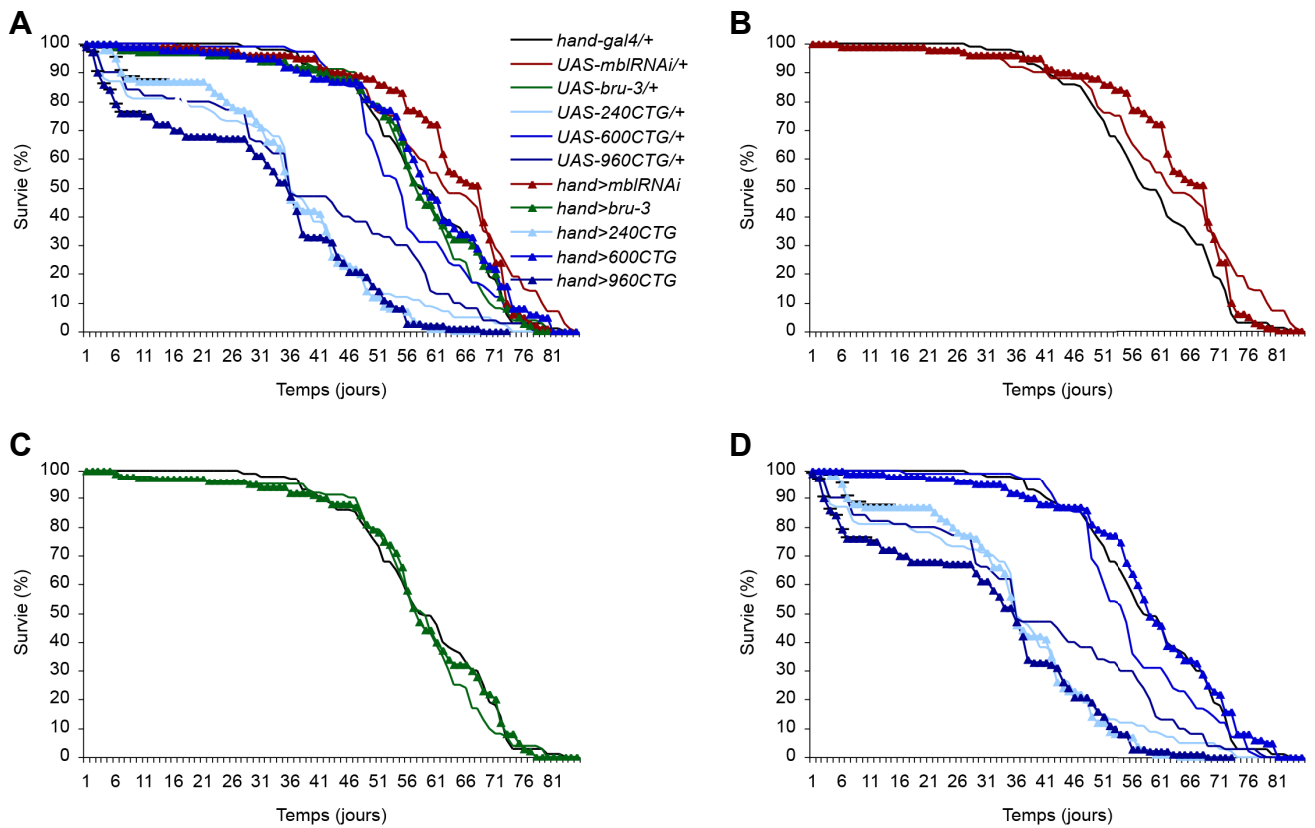 A
100
90
80
70
60
50
40
30
20
10
0
Survie (%)
1 6 11 16 21 26 31 36 41 46 51 56 61 66 71 76 81
Temps (jours)
hand-gal4/+
UAS-mblRNAi/+
UAS-bru-3/+
UAS-240CTG/+
UAS-600CTG/+
UAS-960CTG/+
hand>mblRNAi
hand>bru-3
hand>240CTG
hand>600CTG
hand>960CTG
B
100
90
80
70
60
50
40
30
20
10
0
Survie (%)
1 6 11 16 21 26 31 36 41 46 51 56 61 66 71 76 81
Temps (jours)
C
100
90
80
70
60
50
40
30
20
10
0
Survie (%)
1 6 11 16 21 26 31 36 41 46 51 56 61 66 71 76 81
Temps (jours)
D
100
90
80
70
60
50
40
30
20
10
0
Survie (%)
1 6 11 16 21 26 31 36 41 46 51 56 61 66 71 76 81
Temps (jours)